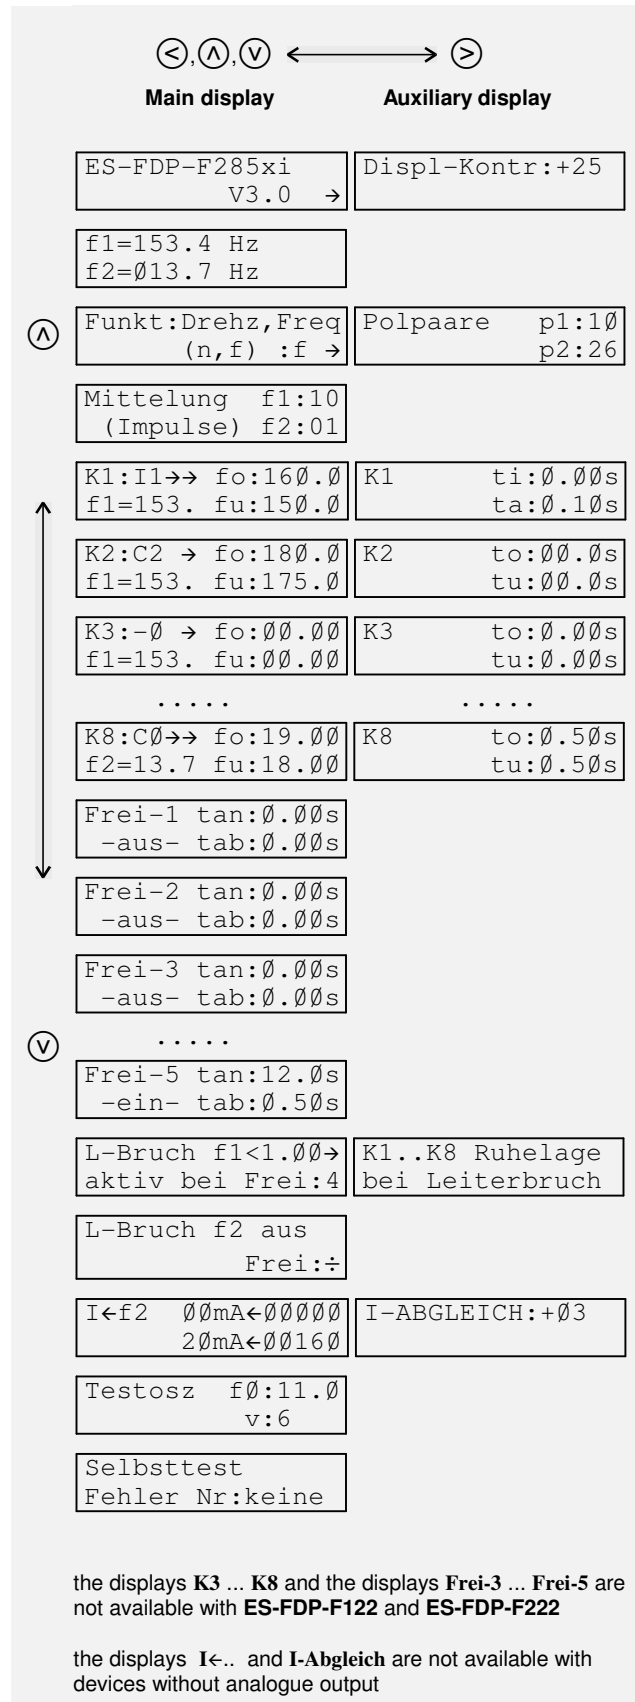 <,∧,∨ ⟷ >
Main display Auxiliary display
ES-FDP-F285xi Displ-Kontr:+25
V3.0 →
f1=153.4 Hz
f2=Ø13.7 Hz
∧ Funkt:Drehz,Freq Polpaare p1:1Ø
(n,f) :f → p2:26
Mittelung f1:10
(Impulse) f2:01
K1:I1→→ fo:16Ø.Ø K1 ti:Ø.ØØs
f1=153. fu:15Ø.Ø ta:Ø.1Øs
K2:C2 → fo:18Ø.Ø K2 to:ØØ.Øs
f1=153. fu:175.Ø tu:ØØ.Øs
K3:-Ø → fo:ØØ.ØØ K3 to:Ø.ØØs
f1=153. fu:ØØ.ØØ tu:Ø.ØØs
..... .....
K8:CØ→→ fo:19.ØØ K8 to:Ø.5Øs
f2=13.7 fu:18.ØØ tu:Ø.5Øs
Frei-1 tan:Ø.ØØs
-aus- tab:Ø.ØØs
Frei-2 tan:Ø.ØØs
-aus- tab:Ø.ØØs
Frei-3 tan:Ø.ØØs
-aus- tab:Ø.ØØs
∨ .....
Frei-5 tan:12.Øs
-ein- tab:Ø.5Øs
L-Bruch f1<1.ØØ→ K1..K8 Ruhelage
aktiv bei Frei:4 bei Leiterbruch
L-Bruch f2 aus
Frei:÷
I←f2 ØØmA←ØØØØØ I-ABGLEICH:+Ø3
2ØmA←ØØ16Ø
Testosz fØ:11.Ø
v:6
Selbsttest
Fehler Nr:keine
the displays K3 ... K8 and the displays Frei-3 ... Frei-5 are
not available with ES-FDP-F122 and ES-FDP-F222
the displays I←.. and I-Abgleich are not available with
devices without analogue output